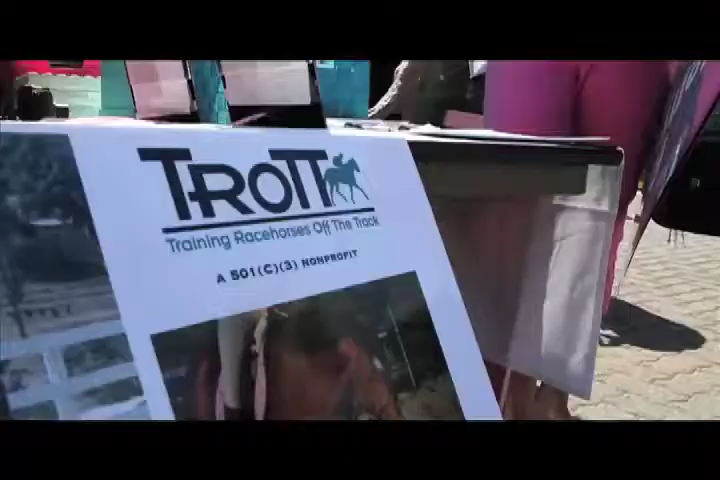 TROTT
Training Racehorses Off The Track
A 501(C)(3) NONPROFIT